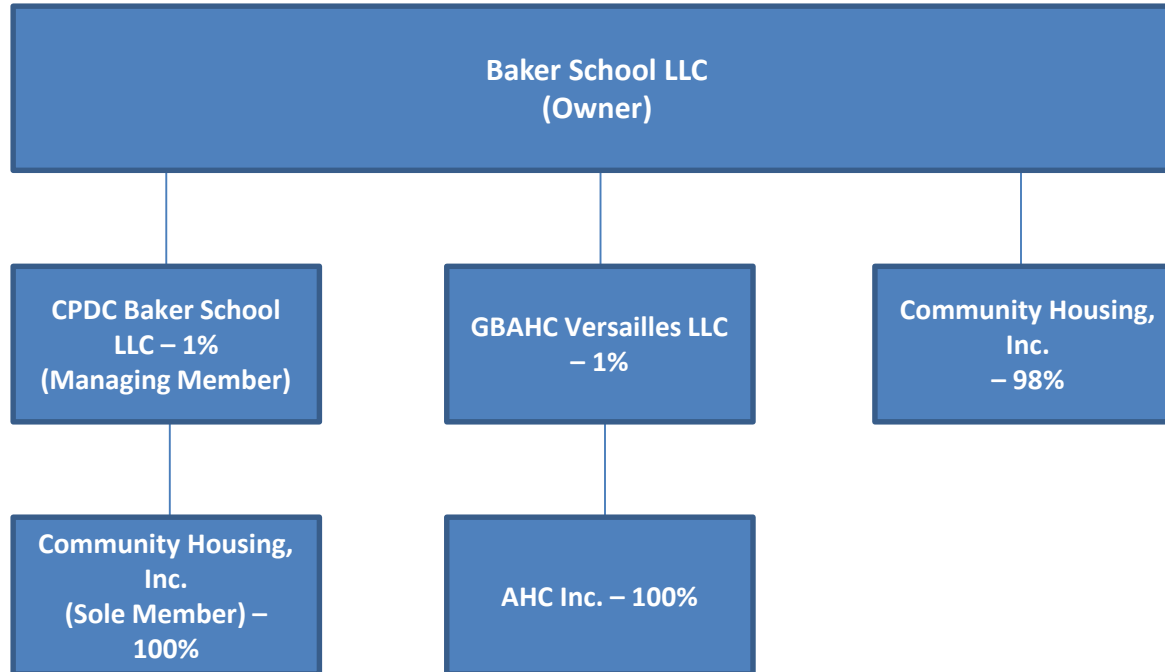 Baker School LLC
(Owner)
CPDC Baker School
LLC – 1%
(Managing Member)
GBAHC Versailles LLC
– 1%
Community Housing,
Inc.
– 98%
Community Housing,
Inc.
(Sole Member) –
100%
AHC Inc. – 100%